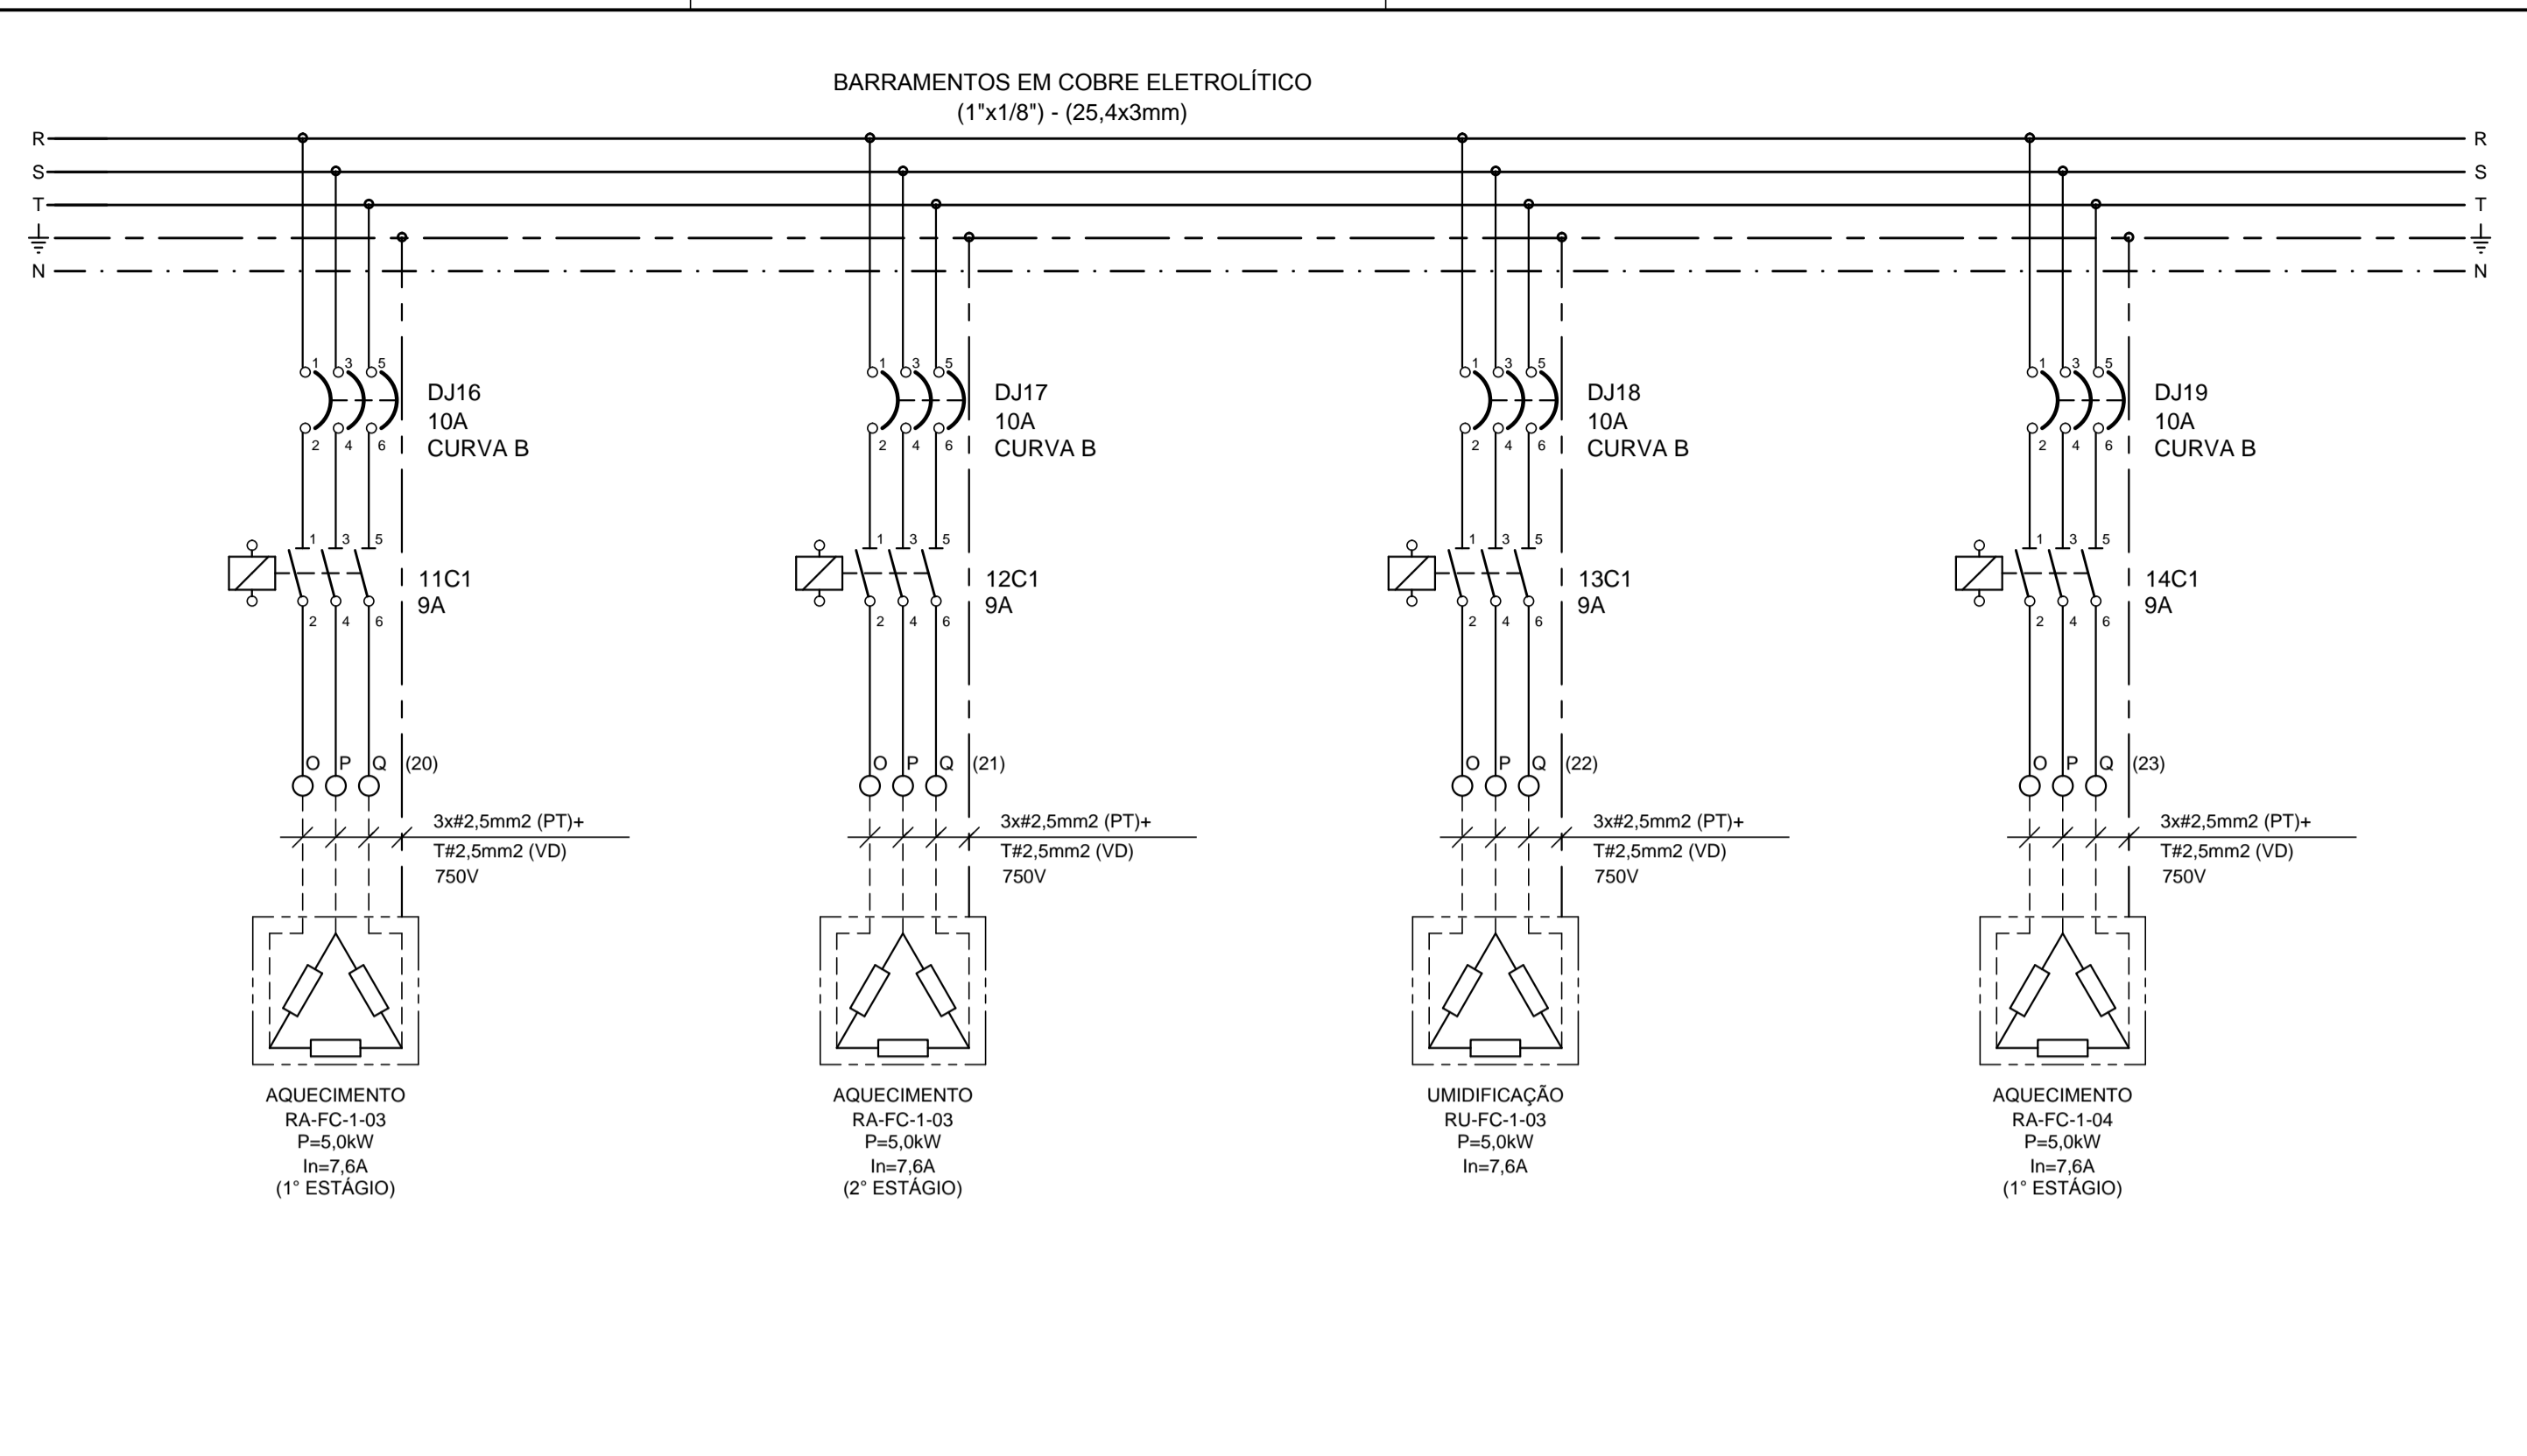 BARRAMENTOS EM COBRE ELETROLÍTICO
(1"x1/8") - (25,4x3mm)
R R
S S
T T
N N
1 3 5 1 3 5 1 3 5 1 3 5
DJ16 DJ17 DJ18 DJ19
10A 10A 10A 10A
2 4 6 CURVA B 2 4 6 CURVA B 2 4 6 CURVA B 2 4 6 CURVA B
1 3 5 1 3 5 1 3 5 1 3 5
11C1 12C1 13C1 14C1
9A 9A 9A 9A
2 4 6 2 4 6 2 4 6 2 4 6
O P Q (20) O P Q (21) O P Q (22) O P Q (23)
3x#2,5mm2 (PT)+ 3x#2,5mm2 (PT)+ 3x#2,5mm2 (PT)+ 3x#2,5mm2 (PT)+
T#2,5mm2 (VD) T#2,5mm2 (VD) T#2,5mm2 (VD) T#2,5mm2 (VD)
750V 750V 750V 750V
AQUECIMENTO AQUECIMENTO UMIDIFICAÇÃO AQUECIMENTO
RA-FC-1-03 RA-FC-1-03 RU-FC-1-03 RA-FC-1-04
P=5,0kW P=5,0kW P=5,0kW P=5,0kW
In=7,6A In=7,6A In=7,6A In=7,6A
(1° ESTÁGIO) (2° ESTÁGIO) (1° ESTÁGIO)